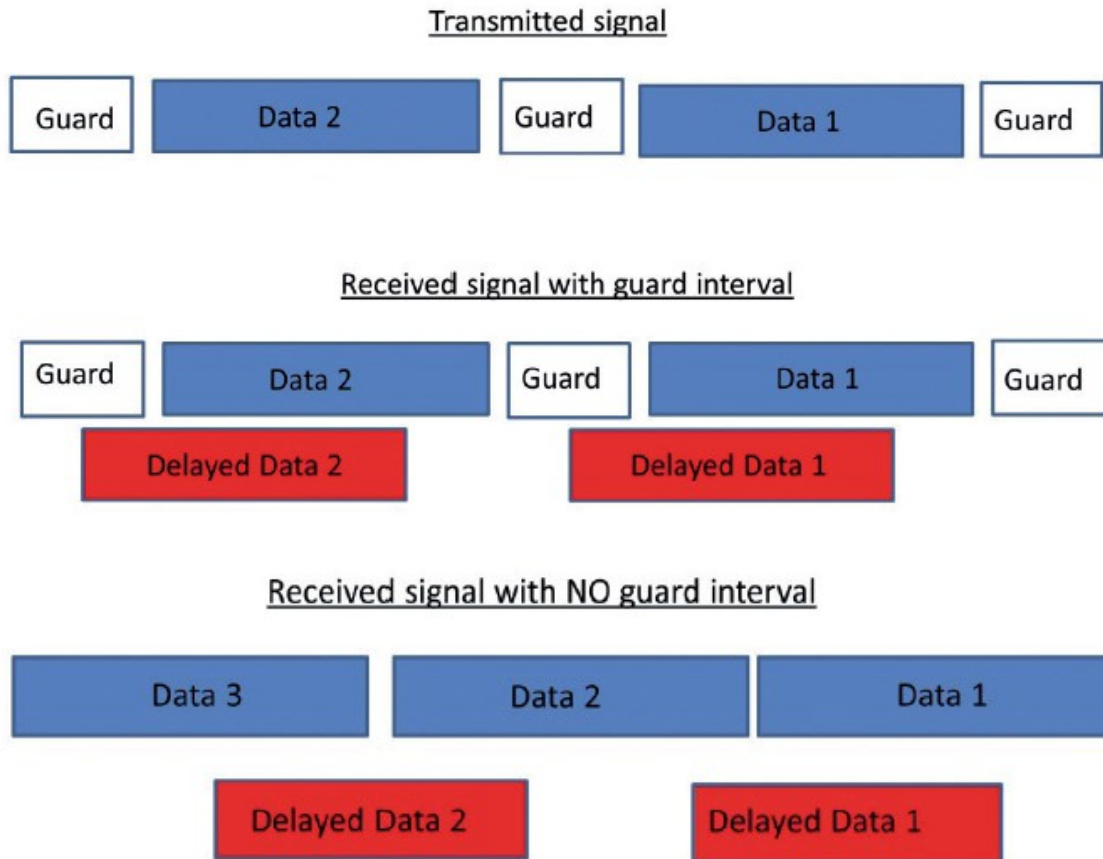 Transmitted signal
Guard Data 2 Guard Data 1 Guard
Received signal with guard interval
Guard Data 2 Guard Data 1 Guard
Delayed Data 2 Delayed Data 1
Received signal with NO guard interval
Data 3 Data 2 Data 1
Delayed Data 2 Delayed Data 1